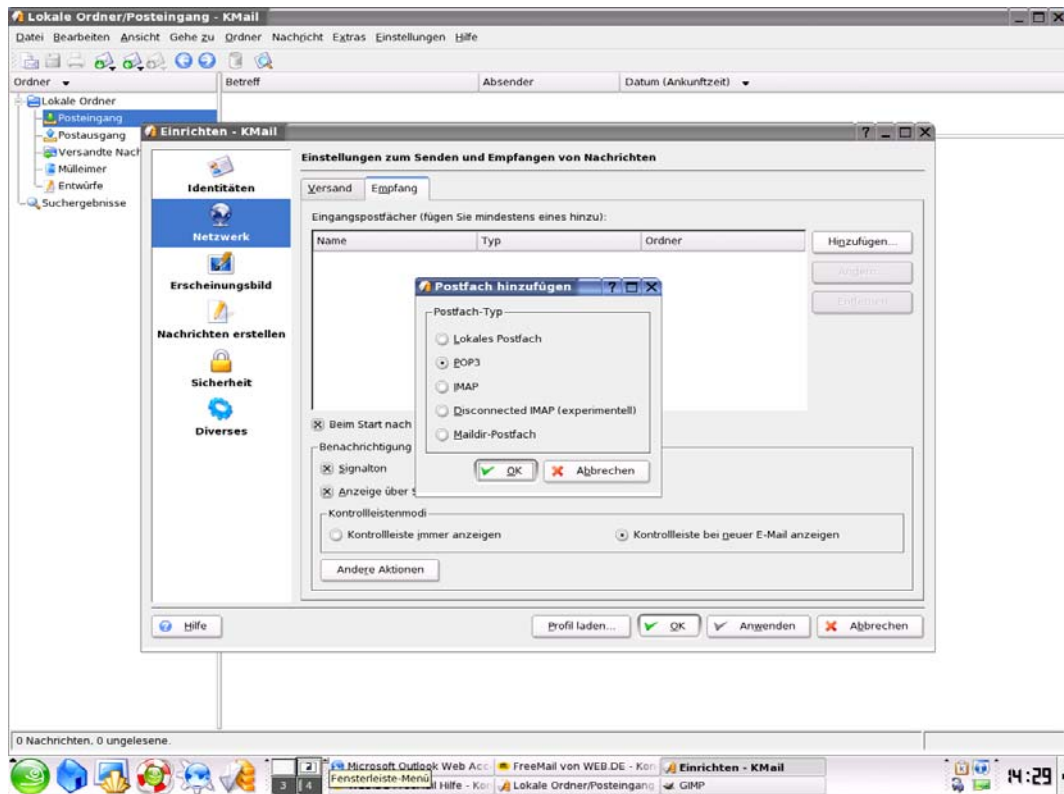 Lokale Ordner/Posteingang - KMail
Datei Bearbeiten Ansicht Gehe zu Ordner Nachricht Extras Einstellungen Hilfe
Ordner
Betreff Absender Datum (Ankunftzeit)
Lokale Ordner
Posteingang
Postausgang
Versandte Nach
Mülleimer
Entwürfe
Suchergebnisse
Einrichten - KMail
Identitäten
Netzwerk
Erscheinungsbild
Nachrichten erstellen
Sicherheit
Diverses
Einstellungen zum Senden und Empfangen von Nachrichten
Versand Empfang
Eingangspostfächer (fügen Sie mindestens eines hinzu):
Name Typ Ordner
Hinzufügen...
Ändern...
Entfernen
Postfach hinzufügen
Postfach-Typ
Lokales Postfach
POP3
IMAP
Disconnected IMAP (experimentell)
Maildir-Postfach
OK Abbrechen
Beim Start nach
Benachrichtigung
Signalton
Anzeige über
Kontrollleistenmodi
Kontrollleiste immer anzeigen Kontrollleiste bei neuer E-Mail anzeigen
Andere Aktionen
Hilfe Profil laden... OK Anwenden Abbrechen
0 Nachrichten, 0 ungelesene.
2
3 4
Microsoft Outlook Web Acc FreeMail von WEB.DE - Kon Einrichten - KMail
Fensterleiste-Menü
Hilfe - Kon Lokale Ordner/Posteingang GIMP
14:29